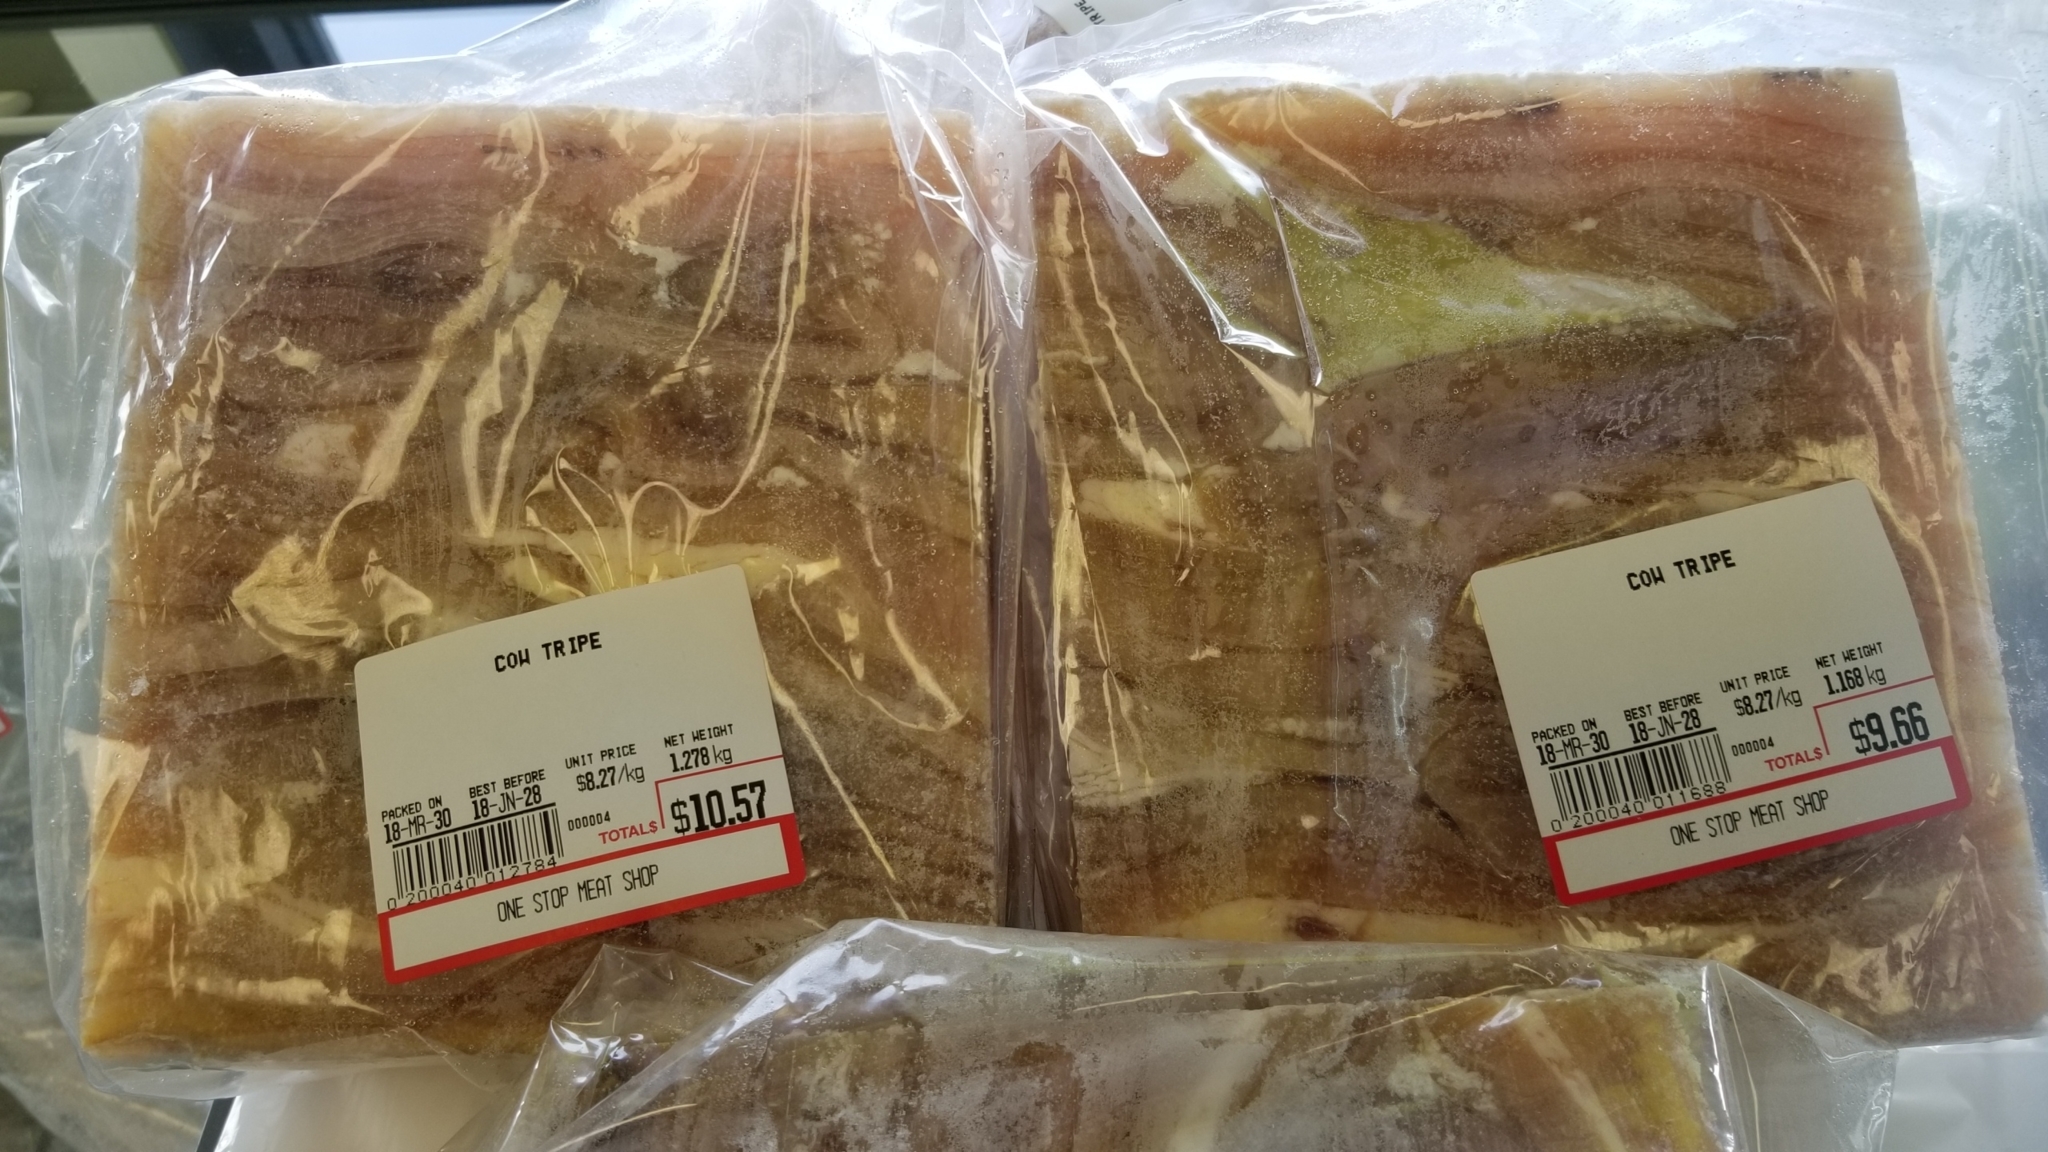 TRIPE
COW TRIPE
PACKED ON BEST BEFORE UNIT PRICE NET WEIGHT
18-MR-30 18-JN-28 $8.27/kg 1.278 kg
000004 TOTAL$ $10.57
0 200040 012784
ONE STOP MEAT SHOP
COW TRIPE
PACKED ON BEST BEFORE UNIT PRICE NET WEIGHT
18-MR-30 18-JN-28 $8.27/kg 1.168 kg
000004 TOTAL$ $9.66
0 200040 011688
ONE STOP MEAT SHOP